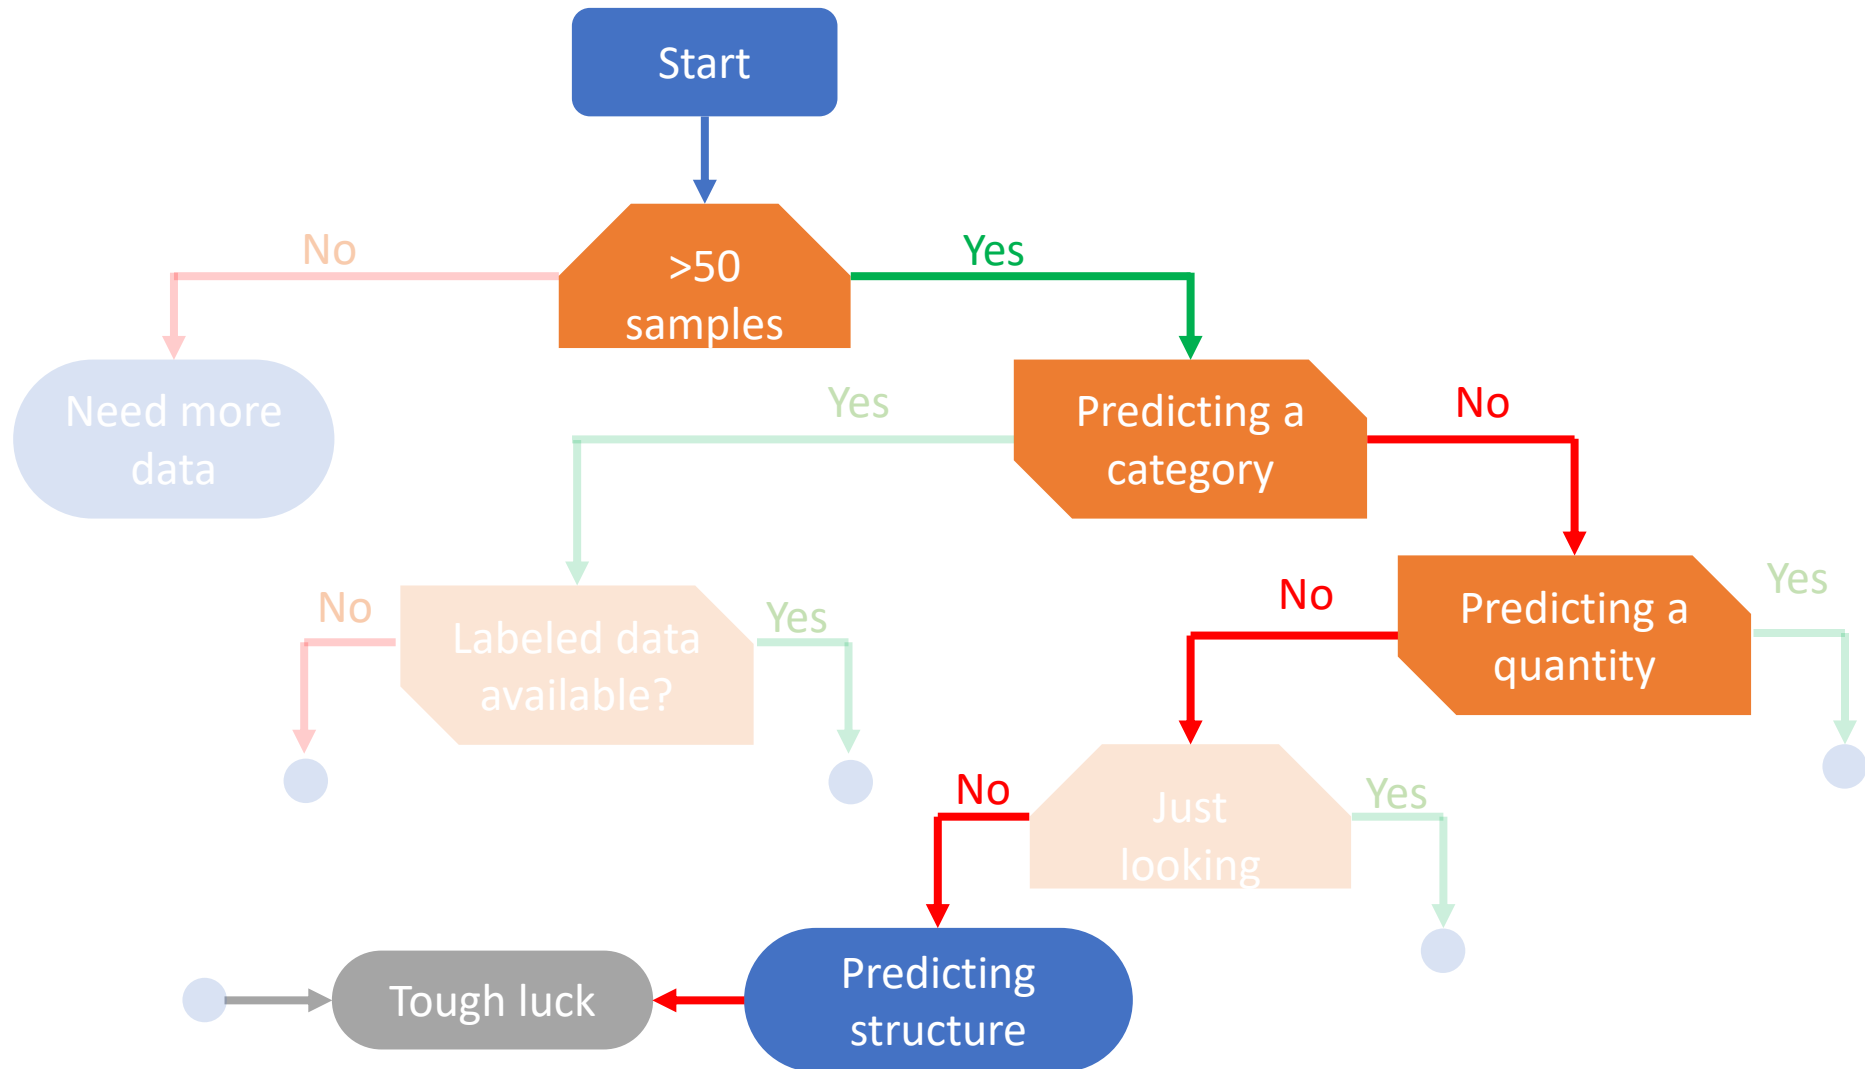 Start
No
Yes
>50
samples
Need more
data
Yes
Predicting a
category
No
No
Labeled data
available?
Yes
No
Predicting a
quantity
Yes
No
Just
looking
Yes
Tough luck
Predicting
structure